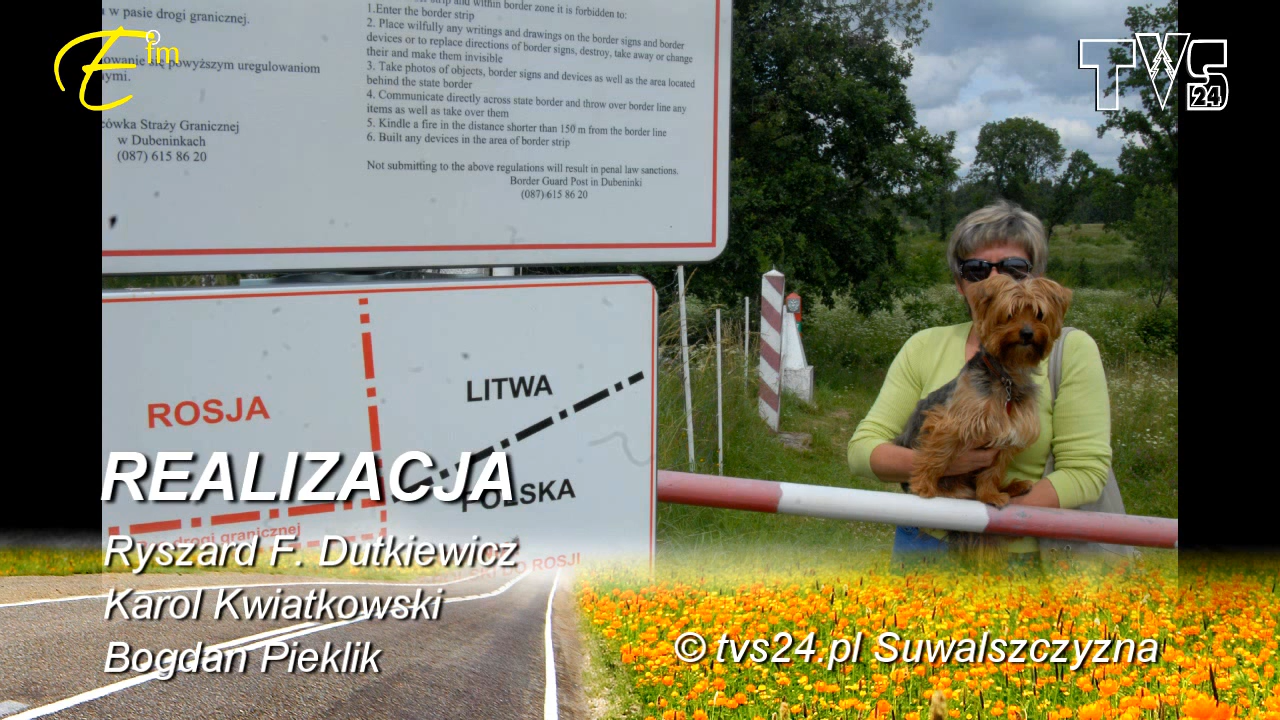 w pasie drogi granicznej.
powyższym uregulowaniom
Straży Granicznej
w Dubeninkach
(087) 615 86 20
strip and within border zone it is forbidden to:
1.Enter the border strip
2. Place wilfully any writings and drawings on the border signs and border
devices or to replace directions of border signs, destroy, take away or change
their and make them invisible
3. Take photos of objects, border signs and devices as well as the area located
behind the state border
4. Communicate directly across state border and throw over border line any
items as well as take over them
5. Kindle a fire in the distance shorter than 150 m from the border line
6. Built any devices in the area of border strip
Not submitting to the above regulations will result in penal law sanctions.
Border Guard Post in Dubeninki
(087) 615 86 20
E fm
TVS
24
ROSJA
LITWA
POLSKA
drogi granicznej
DO ROSJI
REALIZACJA
Ryszard F. Dutkiewicz
Karol Kwiatkowski
Bogdan Pieklik
© tvs24.pl Suwalszczyzna